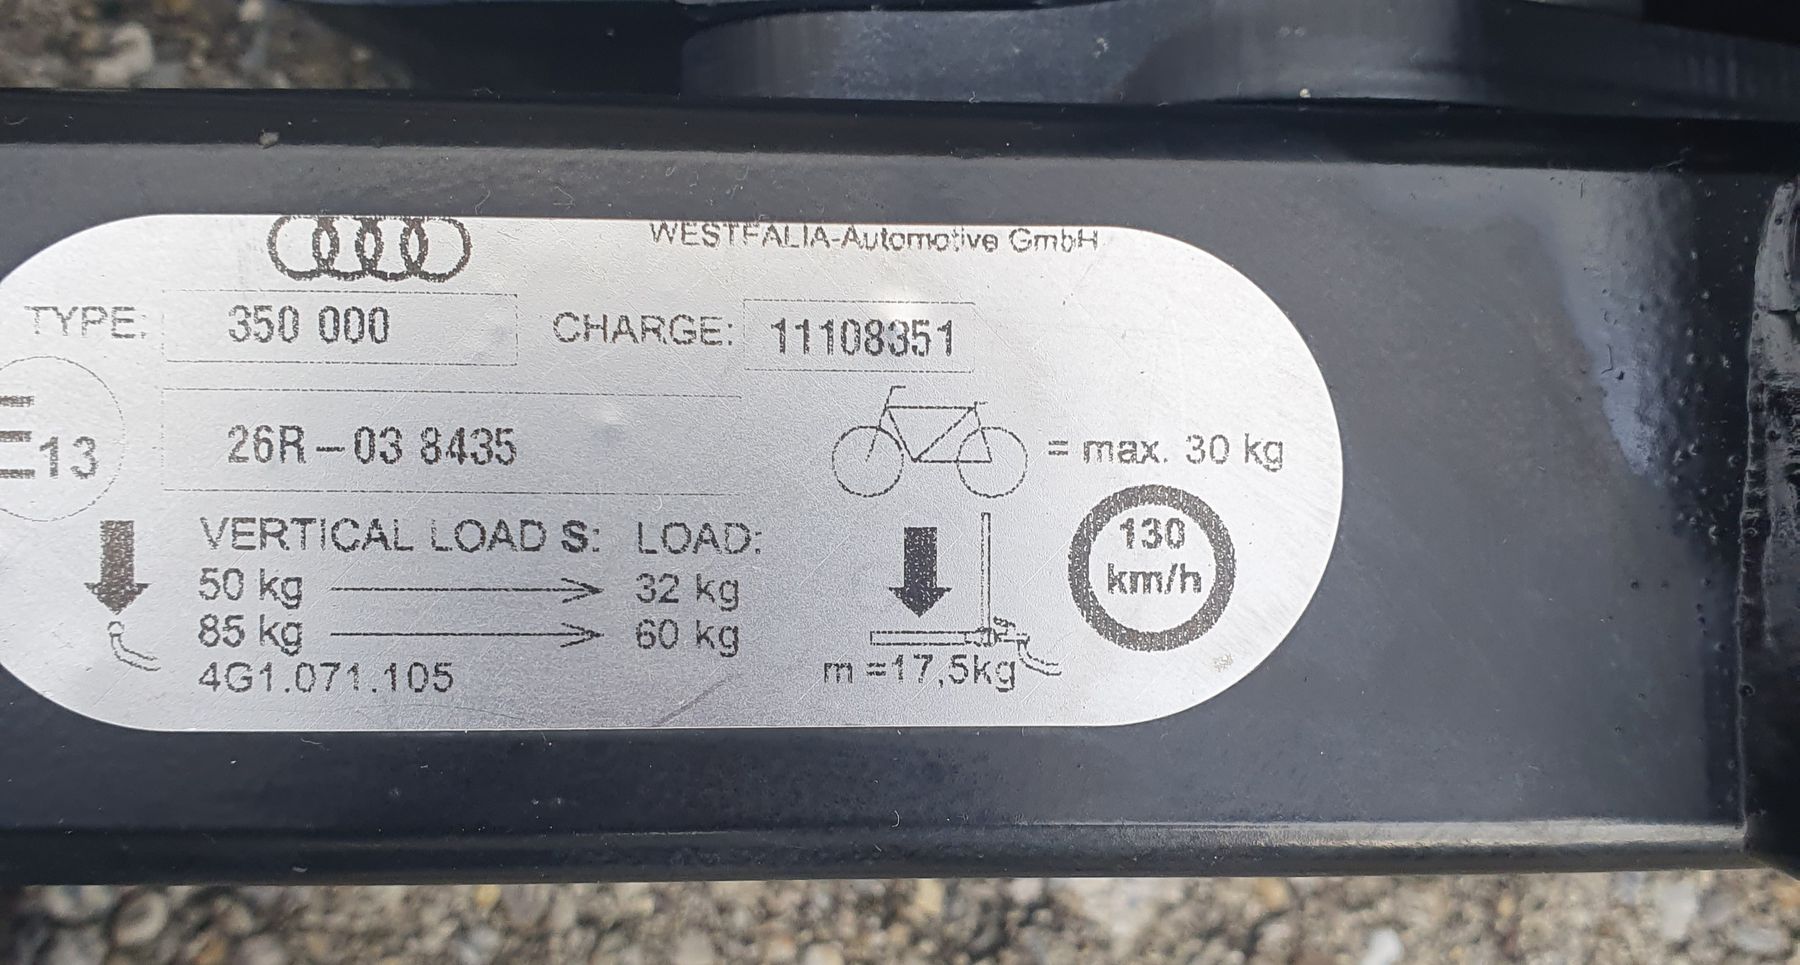 WESTFALIA-Automotive GmbH
TYPE: 350 000 CHARGE: 11108351
E13 26R-03 8435
= max. 30 kg
VERTICAL LOAD S: LOAD:
50 kg 32 kg
85 kg 60 kg
4G1.071.105
m =17,5kg
130
km/h